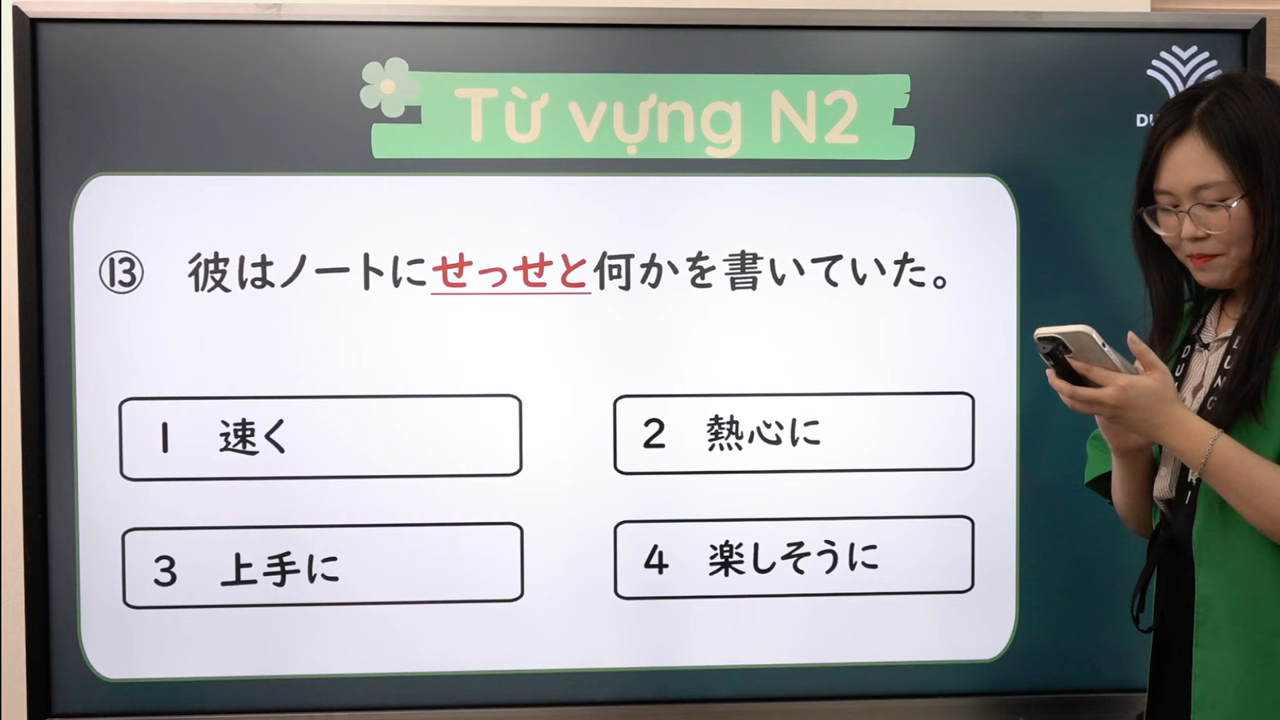 Từ vựng N2
⑬ 彼はノートにせっせと何かを書いていた。
1 速く
2 熱心に
3 上手に
4 楽しそうに